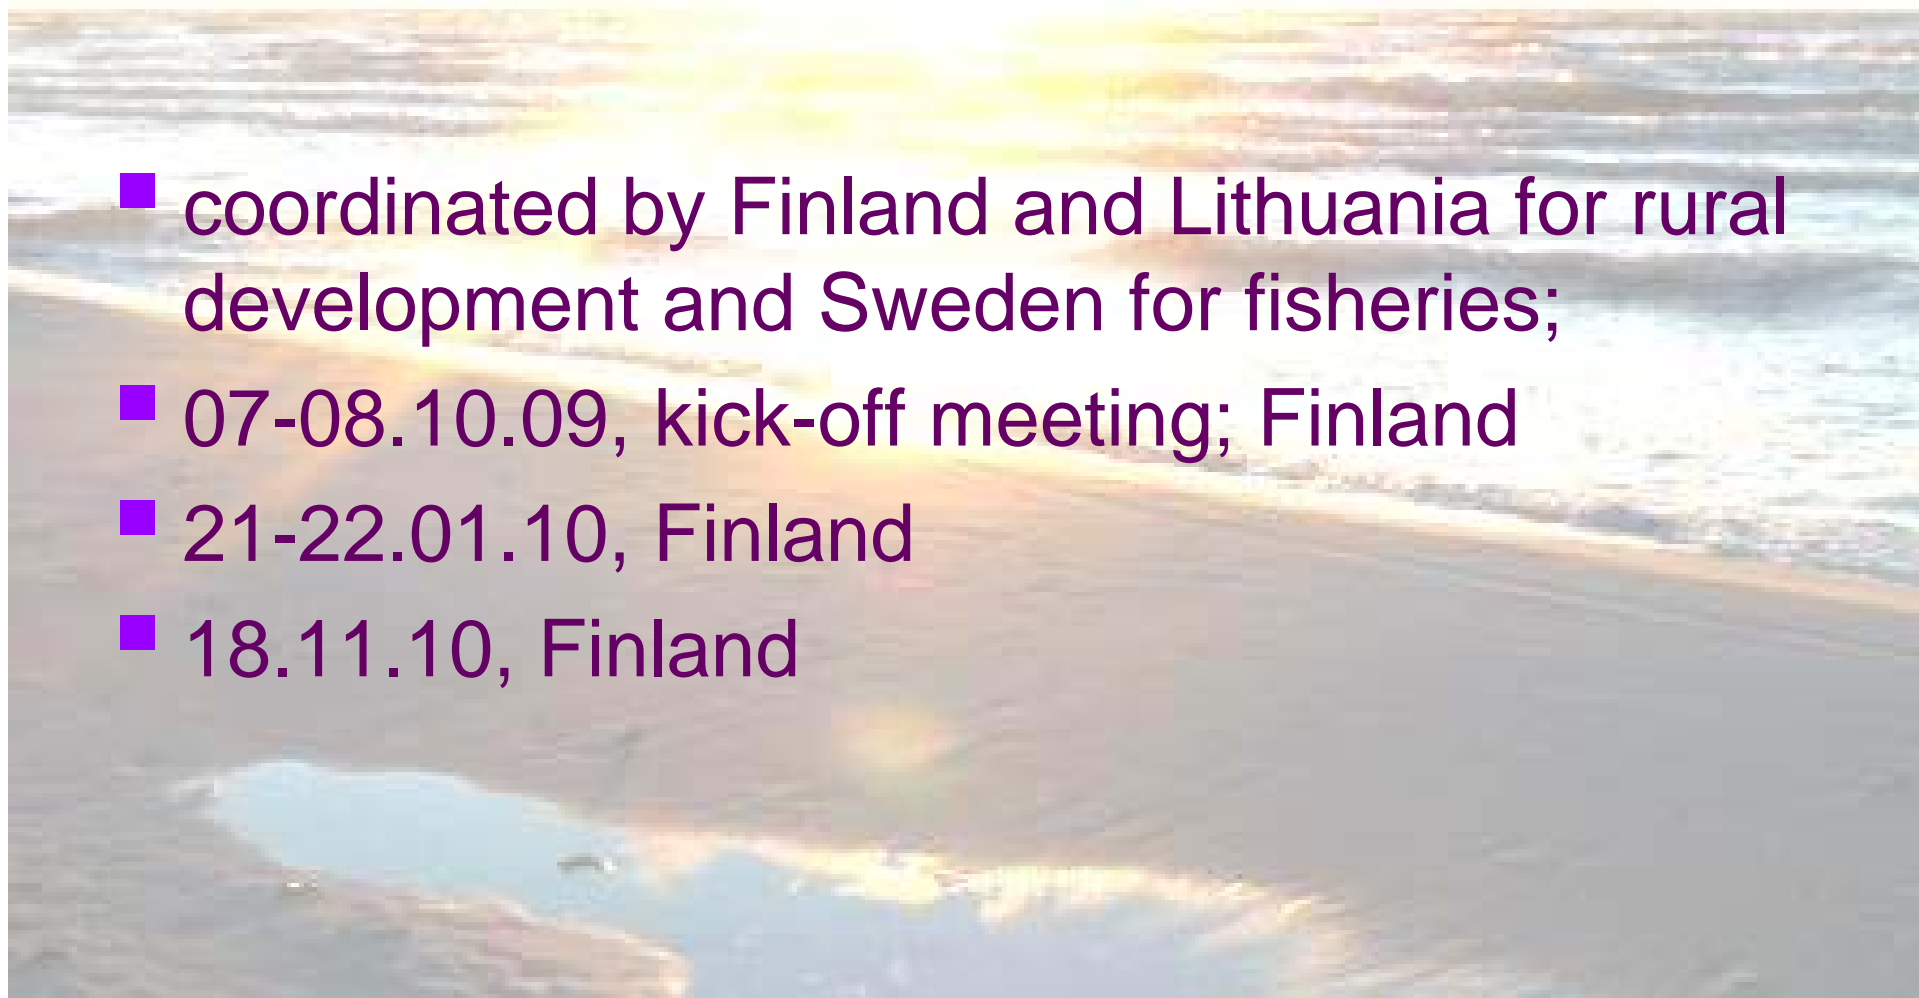 coordinated by Finland and Lithuania for rural
development and Sweden for fisheries;
07-08.10.09, kick-off meeting; Finland
21-22.01.10, Finland
18.11.10, Finland